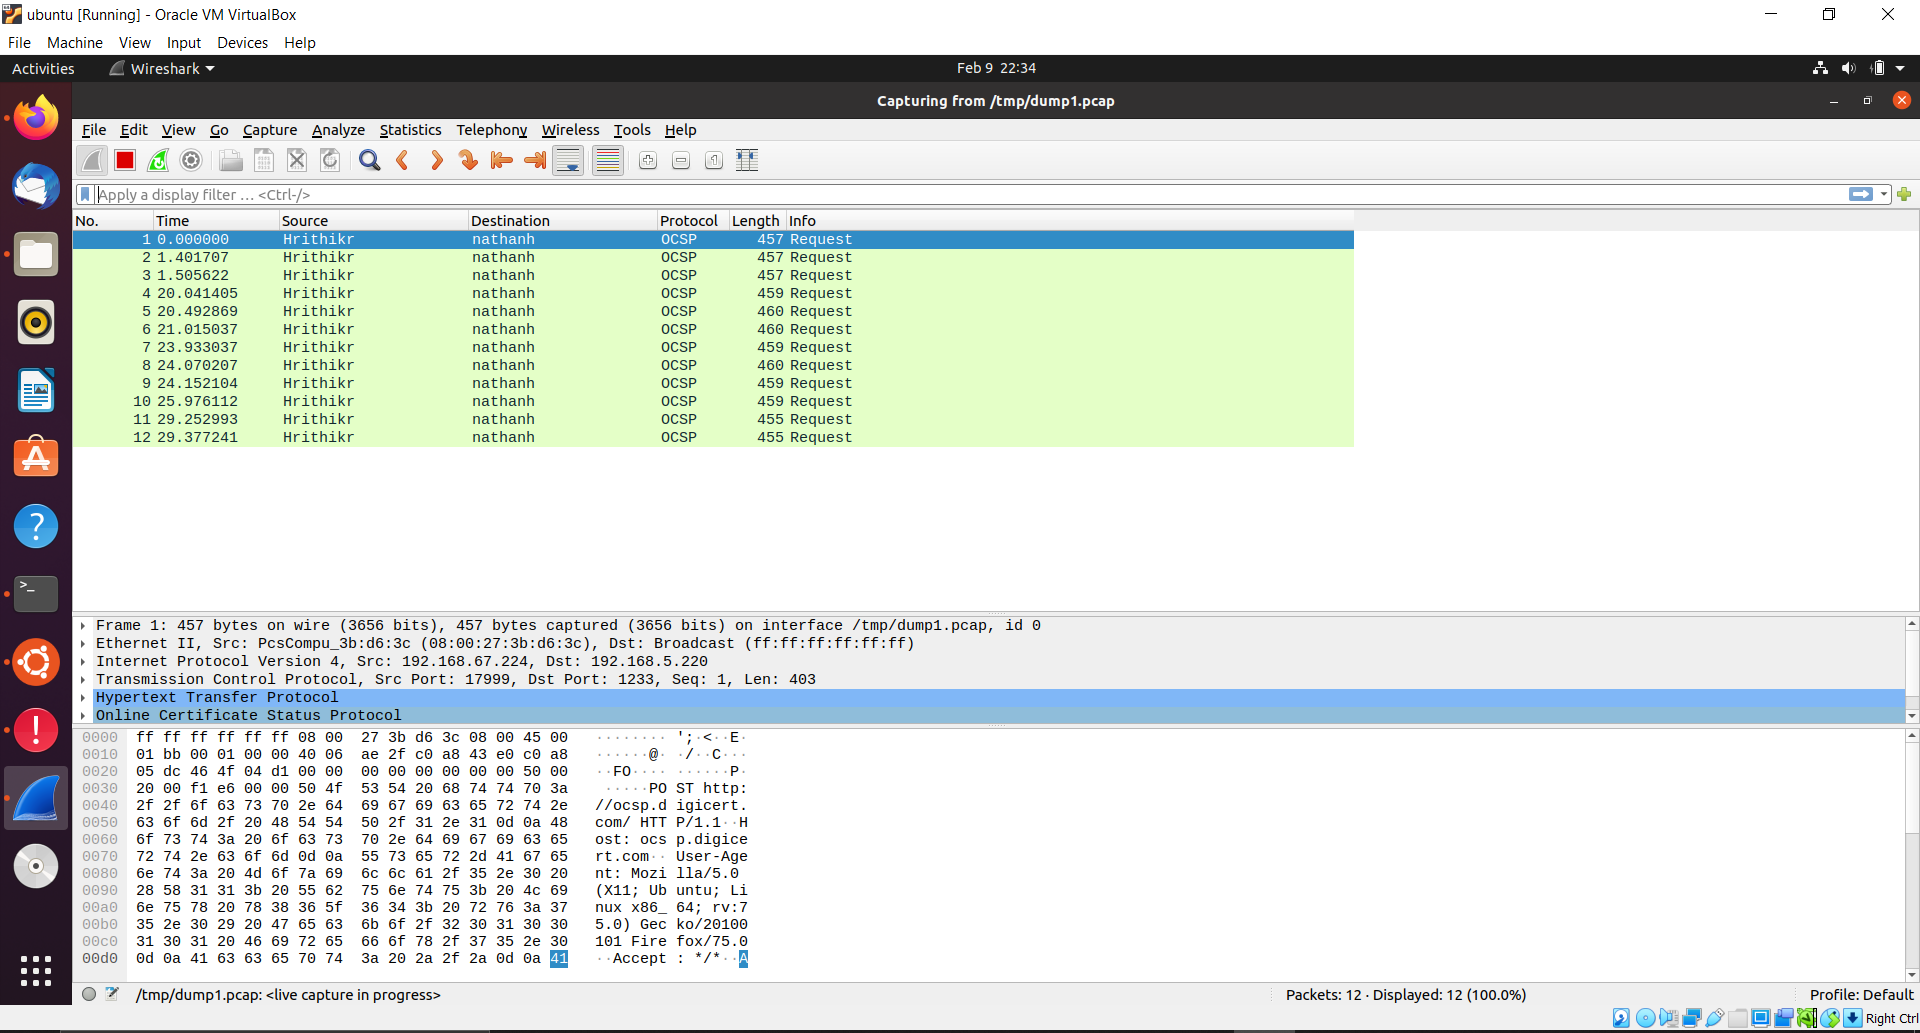 ubuntu [Running] - Oracle VM VirtualBox
File Machine View Input Devices Help
Activities Wireshark Feb 9 22:34
Capturing from /tmp/dump1.pcap
File Edit View Go Capture Analyze Statistics Telephony Wireless Tools Help
Apply a display filter … <Ctrl-/>
No. Time Source Destination Protocol Length Info
1 0.000000 Hrithikr nathanh OCSP 457 Request
2 1.401707 Hrithikr nathanh OCSP 457 Request
3 1.505622 Hrithikr nathanh OCSP 457 Request
4 20.041405 Hrithikr nathanh OCSP 459 Request
5 20.492869 Hrithikr nathanh OCSP 460 Request
6 21.015037 Hrithikr nathanh OCSP 460 Request
7 23.933037 Hrithikr nathanh OCSP 459 Request
8 24.070207 Hrithikr nathanh OCSP 460 Request
9 24.152104 Hrithikr nathanh OCSP 459 Request
10 25.976112 Hrithikr nathanh OCSP 459 Request
11 29.252993 Hrithikr nathanh OCSP 455 Request
12 29.377241 Hrithikr nathanh OCSP 455 Request
Frame 1: 457 bytes on wire (3656 bits), 457 bytes captured (3656 bits) on interface /tmp/dump1.pcap, id 0
Ethernet II, Src: PcsCompu_3b:d6:3c (08:00:27:3b:d6:3c), Dst: Broadcast (ff:ff:ff:ff:ff:ff)
Internet Protocol Version 4, Src: 192.168.67.224, Dst: 192.168.5.220
Transmission Control Protocol, Src Port: 17999, Dst Port: 1233, Seq: 1, Len: 403
Hypertext Transfer Protocol
Online Certificate Status Protocol
0000 ff ff ff ff ff ff 08 00 27 3b d6 3c 08 00 45 00 ········ ';·<··E·
0010 01 bb 00 01 00 00 40 06 ae 2f c0 a8 43 e0 c0 a8 ······@· ·/··C···
0020 05 dc 46 4f 04 d1 00 00 00 00 00 00 00 00 50 00 ··FO···· ······P·
0030 20 00 f1 e6 00 00 50 4f 53 54 20 68 74 74 70 3a ·····PO ST http:
0040 2f 2f 6f 63 73 70 2e 64 69 67 69 63 65 72 74 2e //ocsp.d igicert.
0050 63 6f 6d 2f 20 48 54 54 50 2f 31 2e 31 0d 0a 48 com/ HTT P/1.1··H
0060 6f 73 74 3a 20 6f 63 73 70 2e 64 69 67 69 63 65 ost: ocs p.digice
0070 72 74 2e 63 6f 6d 0d 0a 55 73 65 72 2d 41 67 65 rt.com·· User-Age
0080 6e 74 3a 20 4d 6f 7a 69 6c 6c 61 2f 35 2e 30 20 nt: Mozi lla/5.0
0090 28 58 31 31 3b 20 55 62 75 6e 74 75 3b 20 4c 69 (X11; Ub untu; Li
00a0 6e 75 78 20 78 38 36 5f 36 34 3b 20 72 76 3a 37 nux x86_ 64; rv:7
00b0 35 2e 30 29 20 47 65 63 6b 6f 2f 32 30 31 30 30 5.0) Gec ko/20100
00c0 31 30 31 20 46 69 72 65 66 6f 78 2f 37 35 2e 30 101 Fire fox/75.0
00d0 0d 0a 41 63 63 65 70 74 3a 20 2a 2f 2a 0d 0a 41 ··Accept : */*··A
/tmp/dump1.pcap: <live capture in progress> Packets: 12 · Displayed: 12 (100.0%) Profile: Default
Right Ctrl